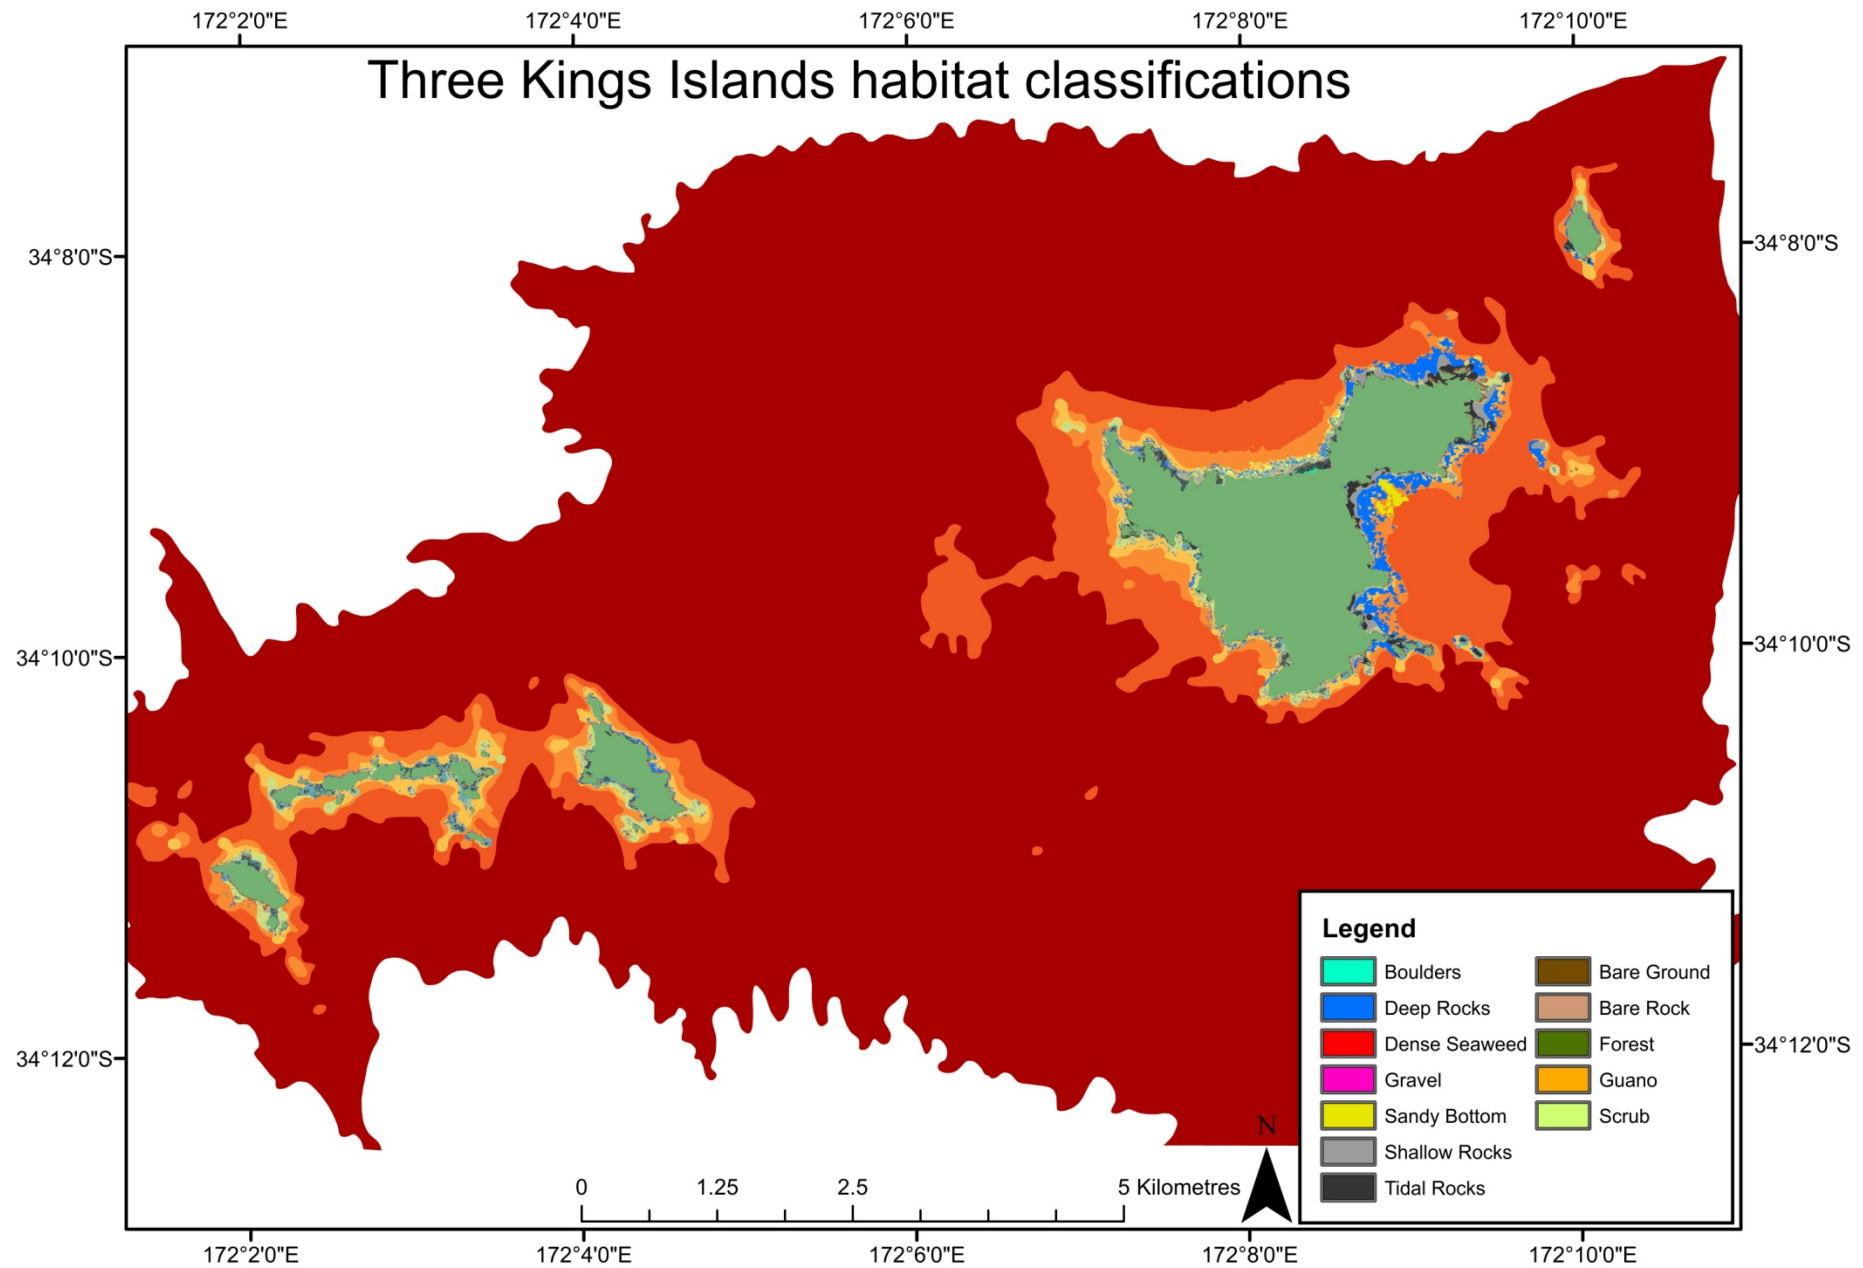 172°2'0"E 172°4'0"E 172°6'0"E 172°8'0"E 172°10'0"E
Three Kings Islands habitat classifications
34°8'0"S 34°8'0"S
34°10'0"S 34°10'0"S
34°12'0"S 34°12'0"S
Legend
Boulders Bare Ground
Deep Rocks Bare Rock
Dense Seaweed Forest
Gravel Guano
Sandy Bottom Scrub
Shallow Rocks
Tidal Rocks
N
0 1.25 2.5 5 Kilometres
172°2'0"E 172°4'0"E 172°6'0"E 172°8'0"E 172°10'0"E